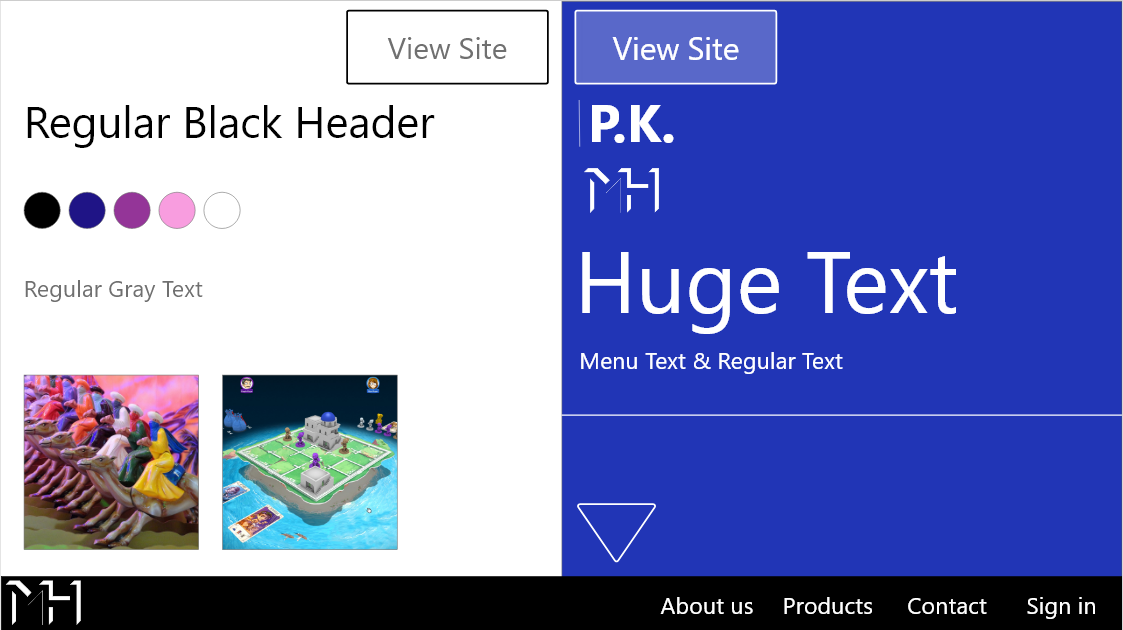 View Site
Regular Black Header
Regular Gray Text
View Site
P.K.
MH
Huge Text
Menu Text & Regular Text
MH
About us Products Contact Sign in